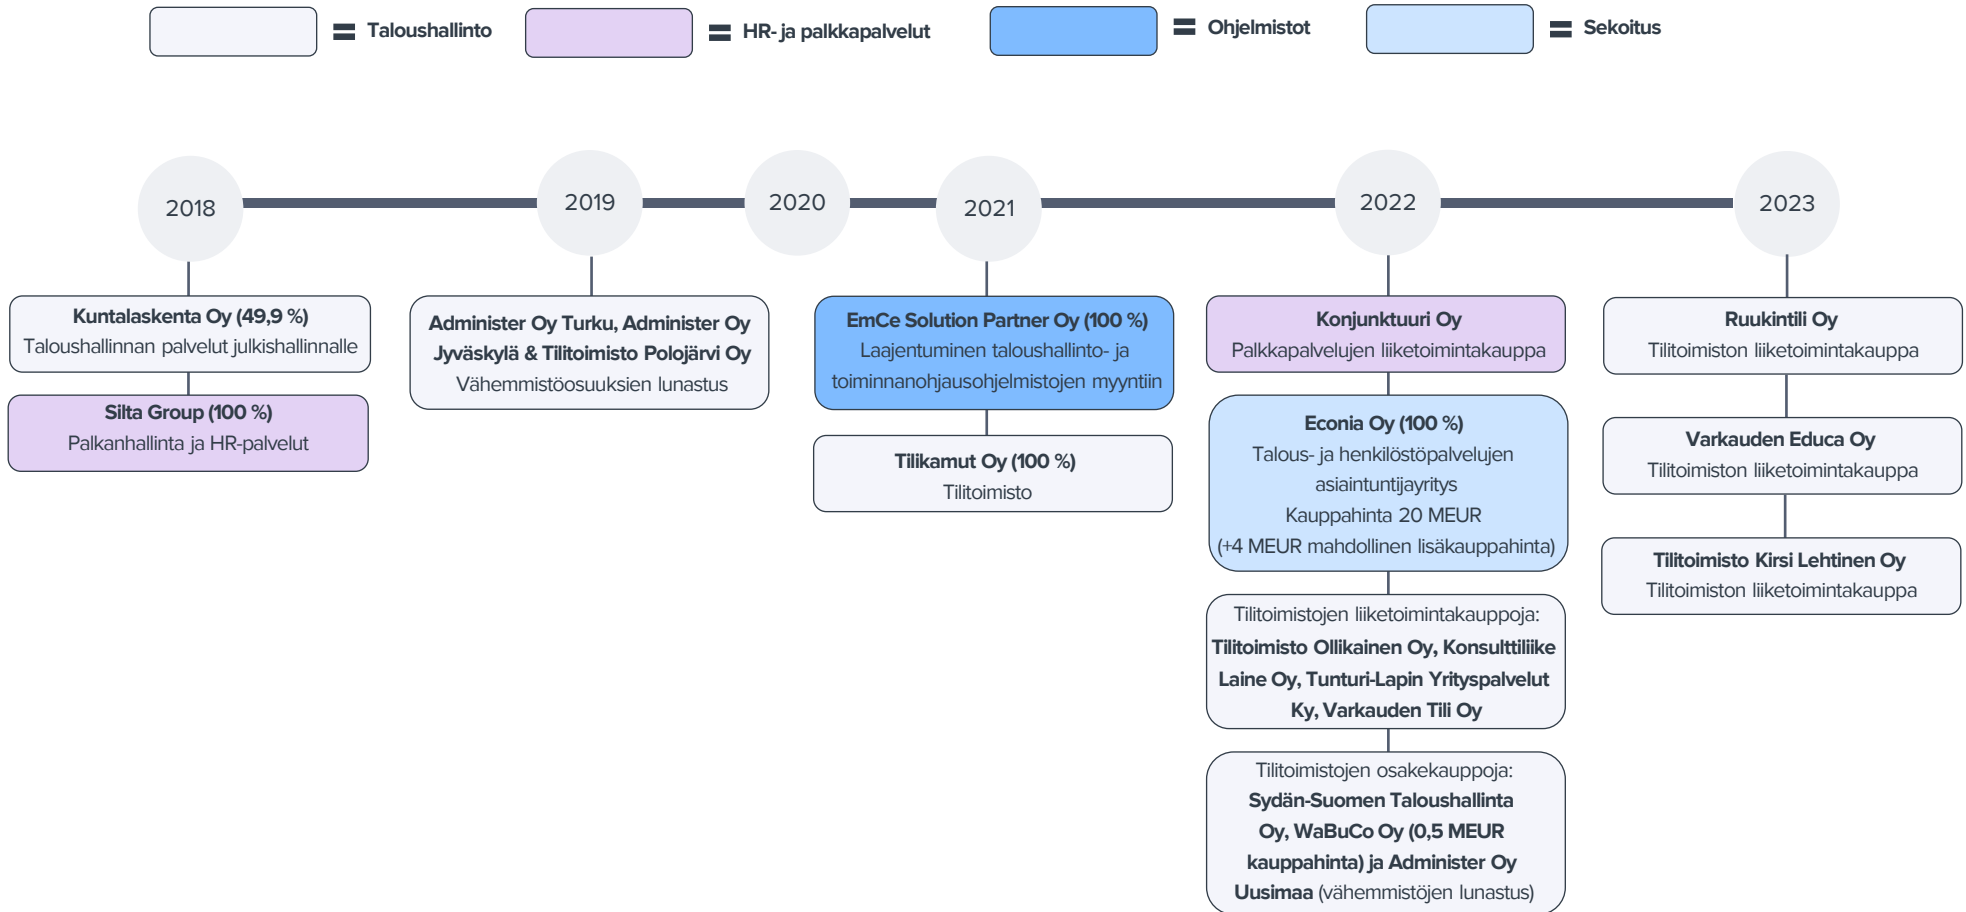 = Taloushallinto
= HR- ja palkkapalvelut
= Ohjelmistot
= Sekoitus
2018
2019
2020
2021
2022
2023
Kuntalaskenta Oy (49,9 %)
Taloushallinnan palvelut julkishallinnalle
Silta Group (100 %)
Palkanhallinta ja HR-palvelut
Administer Oy Turku, Administer Oy
Jyväskylä & Tilitoimisto Polojärvi Oy
Vähemmistöosuuksien lunastus
EmCe Solution Partner Oy (100 %)
Laajentuminen taloushallinto- ja
toiminnanohjausohjelmistojen myyntiin
Tilikamut Oy (100 %)
Tilitoimisto
Konjunktuuri Oy
Palkkapalvelujen liiketoimintakauppa
Econia Oy (100 %)
Talous- ja henkilöstöpalvelujen
asiaintuntijayritys
Kauppahinta 20 MEUR
(+4 MEUR mahdollinen lisäkauppahinta)
Tilitoimistojen liiketoimintakauppoja:
Tilitoimisto Ollikainen Oy, Konsulttiliike
Laine Oy, Tunturi-Lapin Yrityspalvelut
Ky, Varkauden Tili Oy
Tilitoimistojen osakekauppoja:
Sydän-Suomen Taloushallinta
Oy, WaBuCo Oy (0,5 MEUR
kauppahinta) ja Administer Oy
Uusimaa (vähemmistöjen lunastus)
Ruukintili Oy
Tilitoimiston liiketoimintakauppa
Varkauden Educa Oy
Tilitoimiston liiketoimintakauppa
Tilitoimisto Kirsi Lehtinen Oy
Tilitoimiston liiketoimintakauppa